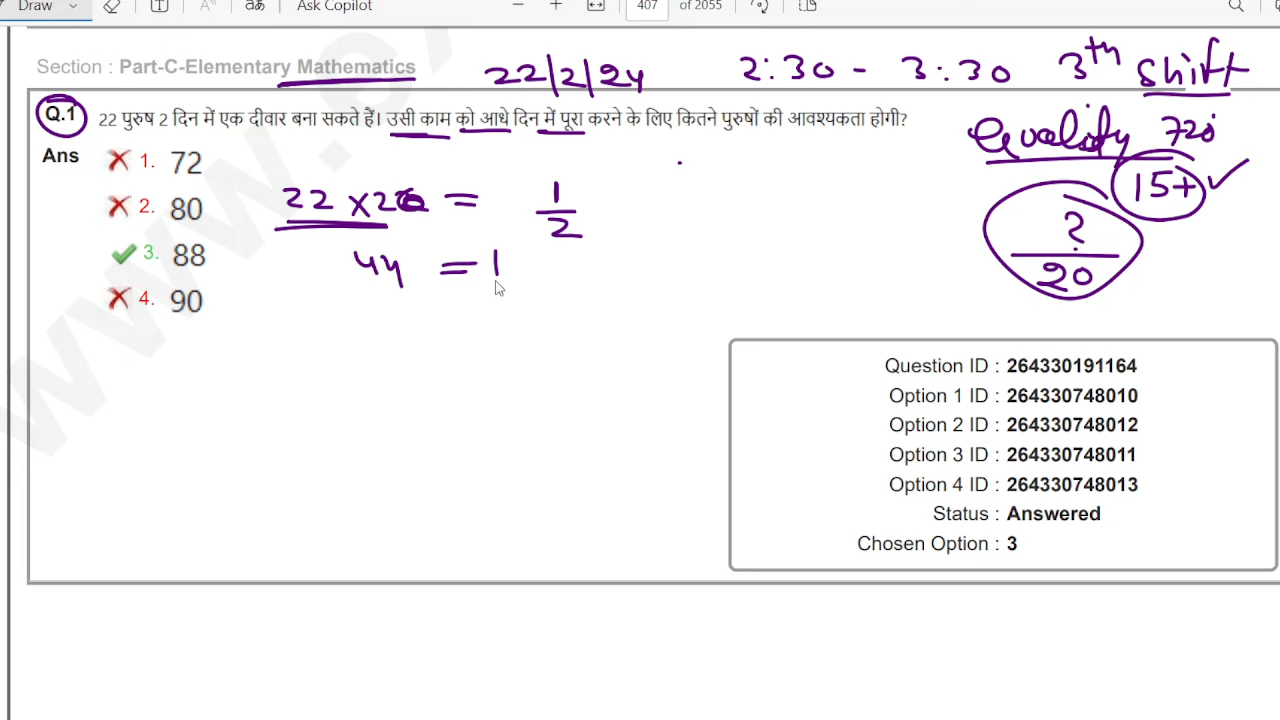 Draw Ask Copilot 407 of 2055
Section : Part-C-Elementary Mathematics 22/2/24 2:30 - 3:30 3th Shift
Q.1 22 पुरुष 2 दिन में एक दीवार बना सकते हैं। उसी काम को आधे दिन में पूरा करने के लिए कितने पुरुषों की आवश्यकता होगी?
Quality 720
Ans 1. 72
15+
2. 80
22 × 2 = 1/2
?/20
3. 88
44 = 1
4. 90
Question ID : 264330191164
Option 1 ID : 264330748010
Option 2 ID : 264330748012
Option 3 ID : 264330748011
Option 4 ID : 264330748013
Status : Answered
Chosen Option : 3